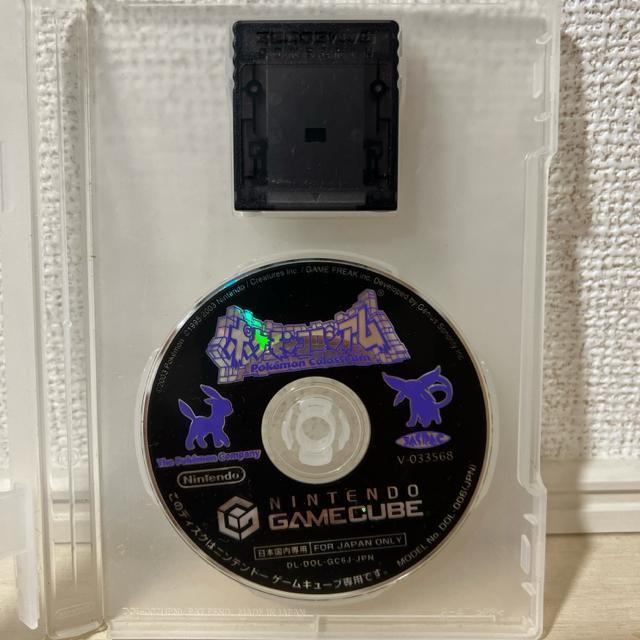 ©2003 Pokémon. ©1995-2003 Nintendo / Creatures Inc. / GAME FREAK inc. Developed by Genius Sonority Inc.
ポケモンコロシアム
Pokémon Colosseum
The Pokémon Company
JASRAC
V-033568
Nintendo
NINTENDO
GAMECUBE
日本国内専用 FOR JAPAN ONLY
DL-DOL-GC6J-JPN
このディスクはニンテンドーゲームキューブ専用です。
MODEL No. DOL-006(JPN)
MADE IN JAPAN